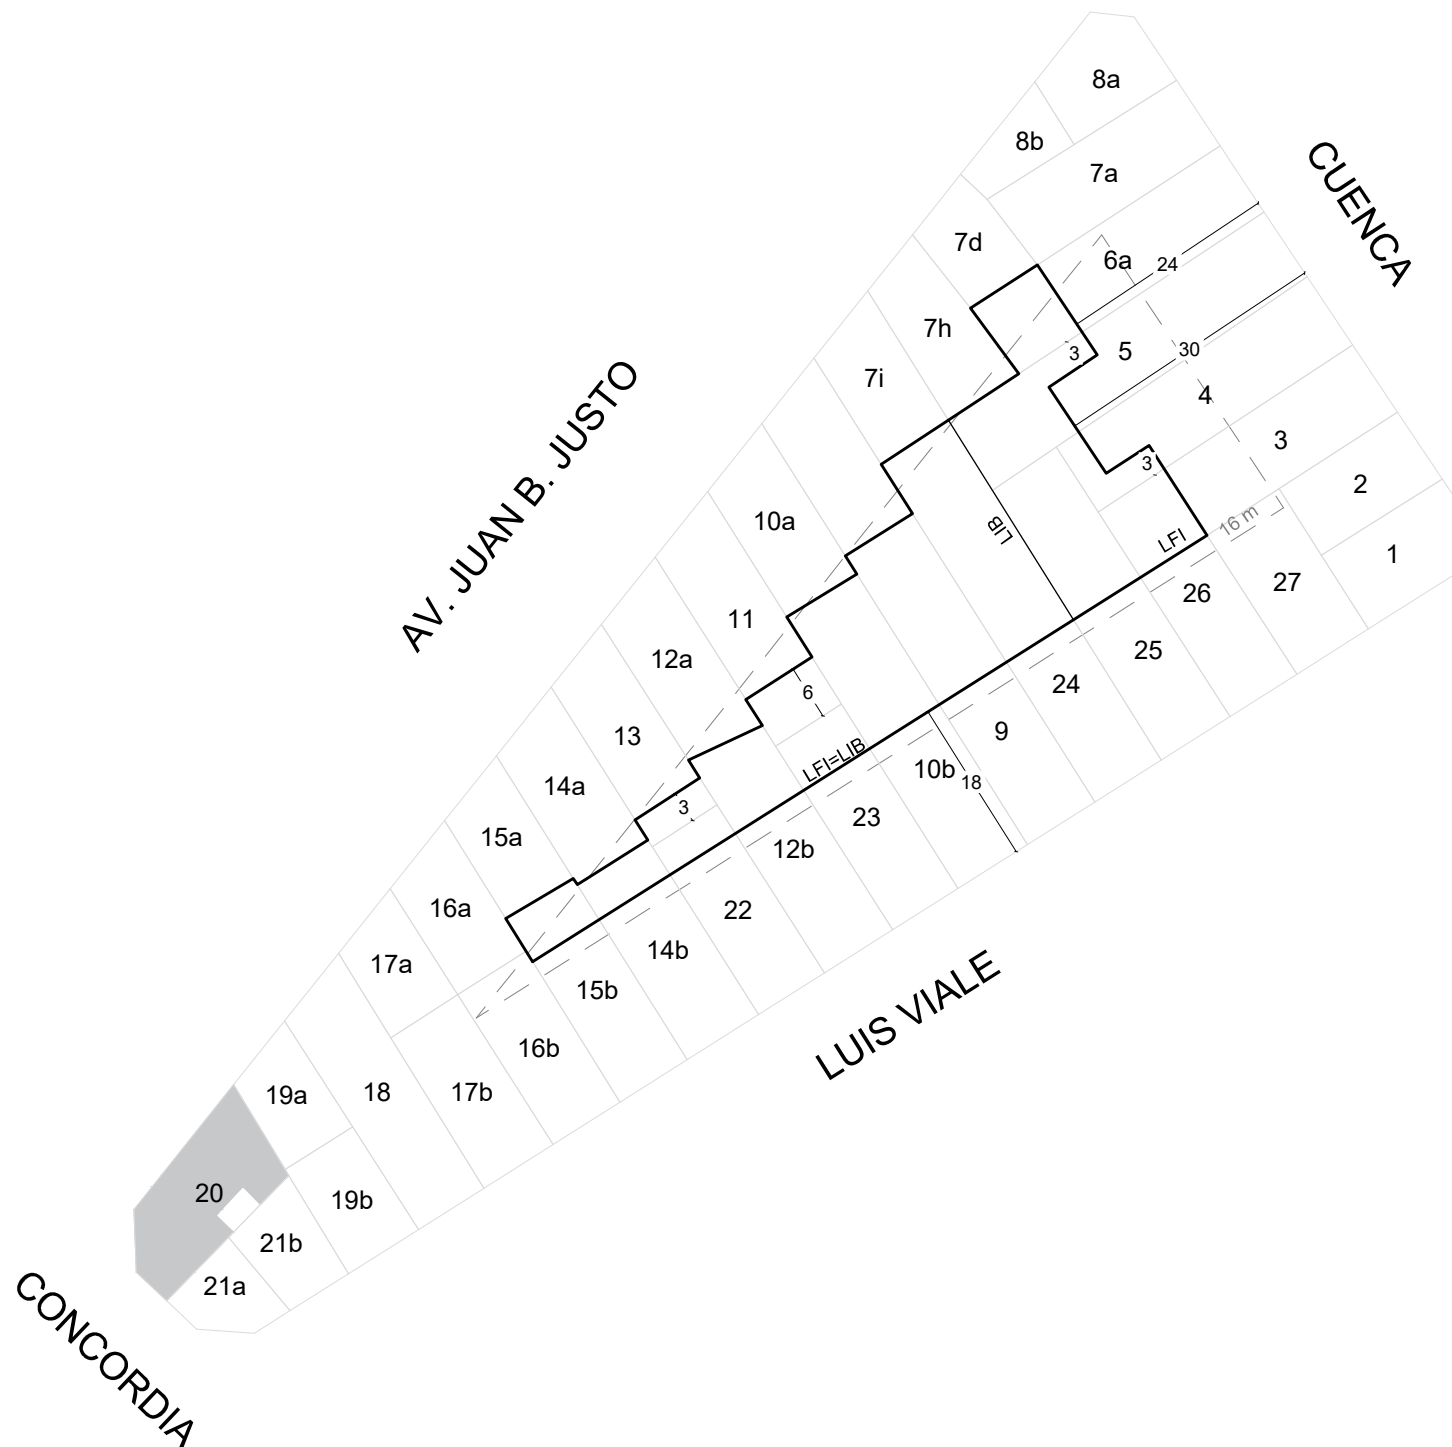 8a
8b
CUENCA
7a
7d
6a
24
7h
3
5
30
7i
4
AV. JUAN B. JUSTO
3
3
2
10a
LIB
16 m
LFI
1
27
26
11
25
12a
24
6
9
13
LFI=LIB
10b
18
14a
3
23
15a
12b
16a
22
14b
17a
15b
LUIS VIALE
16b
19a
18
17b
20
19b
21b
21a
CONCORDIA